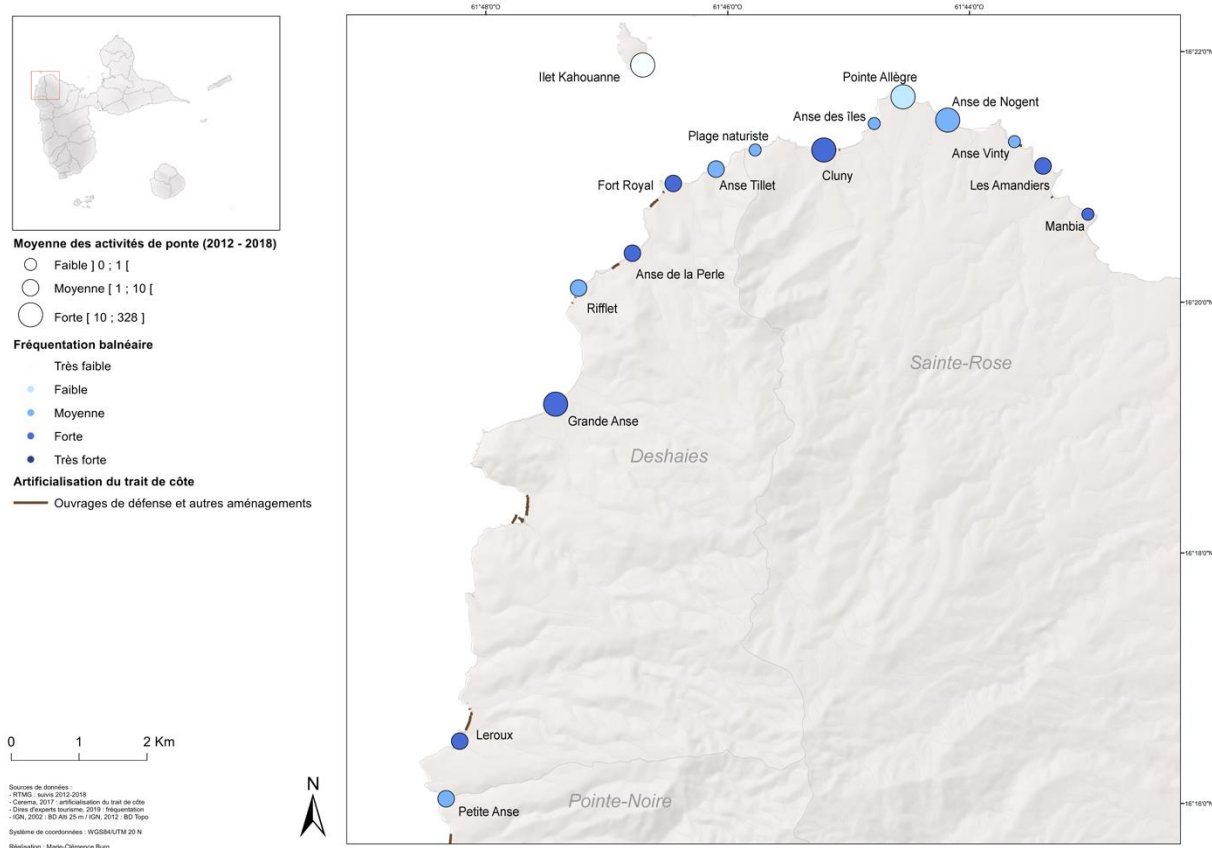 61°48'0"O
61°46'0"O
61°44'0"O
Ilet Kahouanne
Pointe Allègre
16°22'0"N
Anse des îles
Anse de Nogent
Plage naturiste
Anse Vinty
Fort Royal
Anse Tillet
Cluny
Les Amandiers
Manbia
Anse de la Perle
Rifflet
16°20'0"N
Sainte-Rose
Grande Anse
Deshaies
16°18'0"N
Leroux
Petite Anse
Pointe-Noire
16°16'0"N
Moyenne des activités de ponte (2012 - 2018)
Faible ] 0 ; 1 [
Moyenne [ 1 ; 10 [
Forte [ 10 ; 328 ]
Fréquentation balnéaire
Très faible
Faible
Moyenne
Forte
Très forte
Artificialisation du trait de côte
Ouvrages de défense et autres aménagements
0 1 2 Km
N
Sources de données :
- RTMG : suivis 2012-2018
- Cerema, 2017 : artificialisation du trait de côte
- Dires d'experts tourisme, 2019 : fréquentation
- IGN, 2002 : BD Alti 25 m / IGN, 2012 : BD Topo
Système de coordonnées : WGS84/UTM 20 N
Réalisation : Marie-Clémence Buro